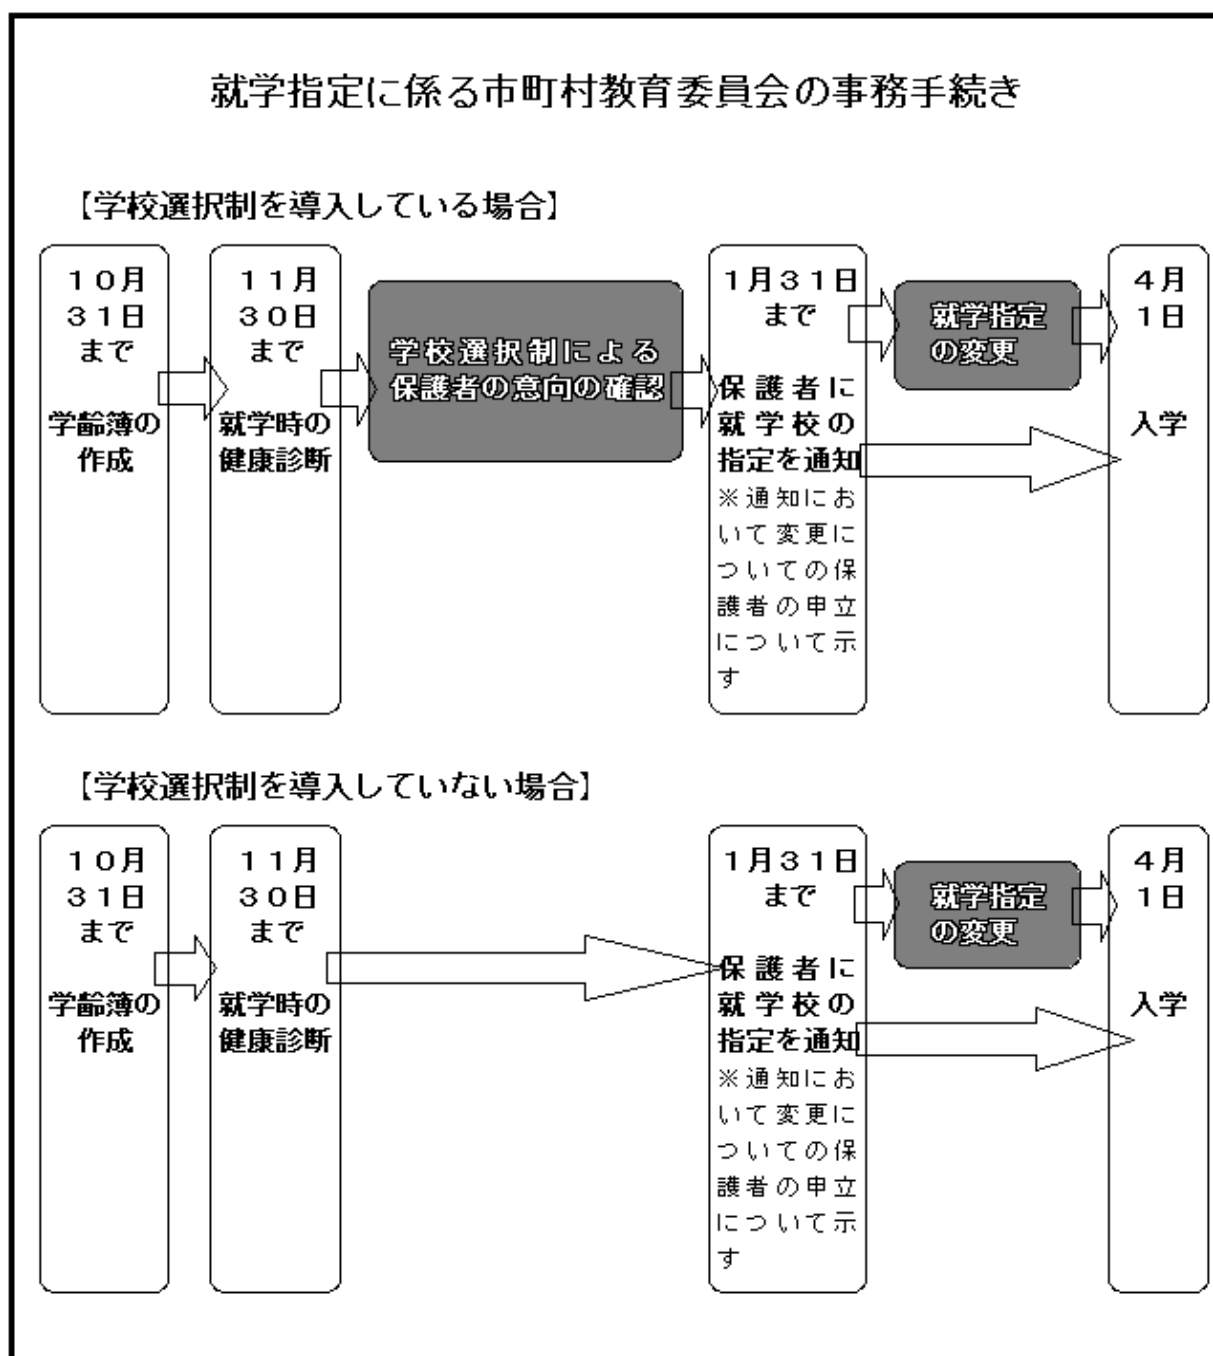 就学指定に係る市町村教育委員会の事務手続き
【学校選択制を導入している場合】
１０月
３１日
まで
学齢簿の
作成
１１月
３０日
まで
就学時の
健康診断
学校選択制による
保護者の意向の確認
１月３１日
まで
保護者に
就学校の
指定を通知
※通知にお
いて変更に
ついての保
護者の申立
について示
す
就学指定
の変更
４月
１日
入学
【学校選択制を導入していない場合】
１０月
３１日
まで
学齢簿の
作成
１１月
３０日
まで
就学時の
健康診断
１月３１日
まで
保護者に
就学校の
指定を通知
※通知にお
いて変更に
ついての保
護者の申立
について示
す
就学指定
の変更
４月
１日
入学